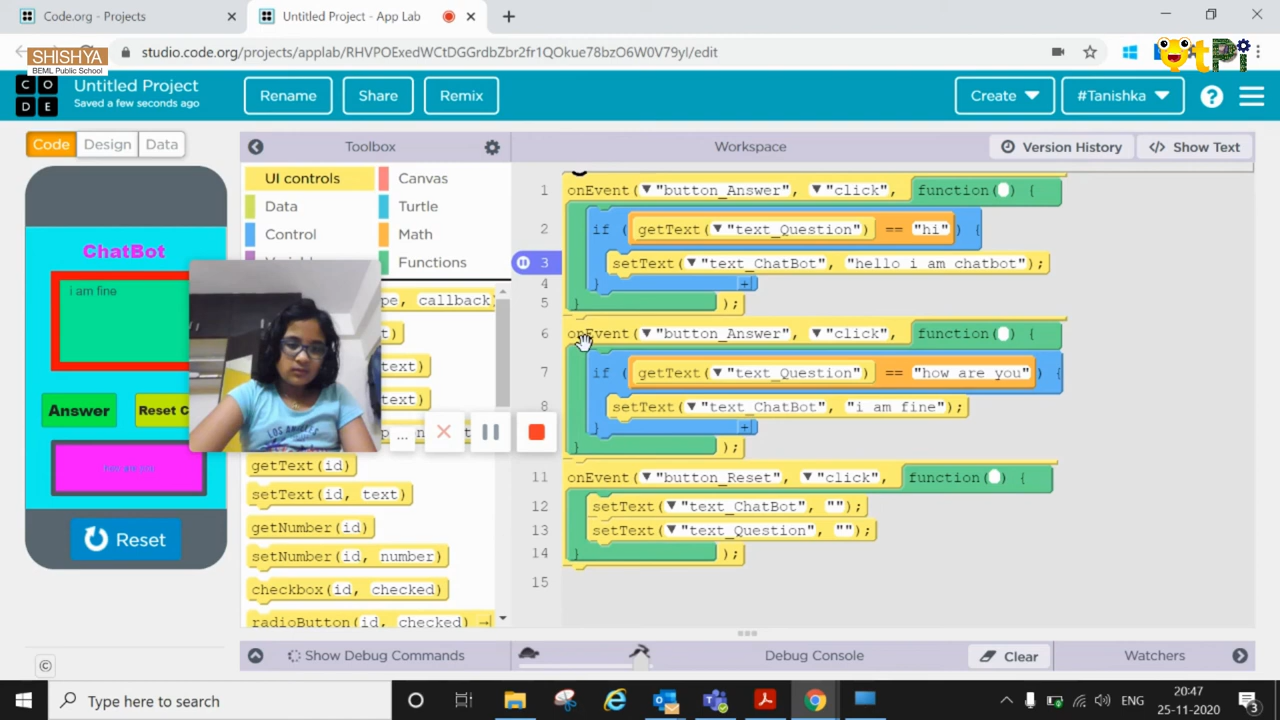 Code.org - Projects
Untitled Project - App Lab
studio.code.org/projects/applab/RHVPOExedWCtDGGrdbZbr2fr1QOkue78bzO6W0V79yI/edit
SHISHYA
BEML Public School
CODE
Untitled Project
Saved a few seconds ago
Rename
Share
Remix
Create
#Tanishka
?
Code
Design
Data
Toolbox
Workspace
Version History
</> Show Text
UI controls
Canvas
Data
Turtle
Control
Math
Functions
ChatBot
i am fine
Answer
Reset C
Reset
pe, callback)
text)
text)
getText(id)
setText(id, text)
getNumber(id)
setNumber(id, number)
checkbox(id, checked)
radioButton(id, checked)
1 onEvent("button_Answer", "click", function() {
2 if (getText("text_Question") == "hi") {
3 setText("text_ChatBot", "hello i am chatbot");
4 }
5 });
6 onEvent("button_Answer", "click", function() {
7 if (getText("text_Question") == "how are you") {
8 setText("text_ChatBot", "i am fine");
}
});
11 onEvent("button_Reset", "click", function() {
12 setText("text_ChatBot", "");
13 setText("text_Question", "");
14 });
15
Show Debug Commands
Debug Console
Clear
Watchers
Type here to search
ENG
20:47
25-11-2020
3